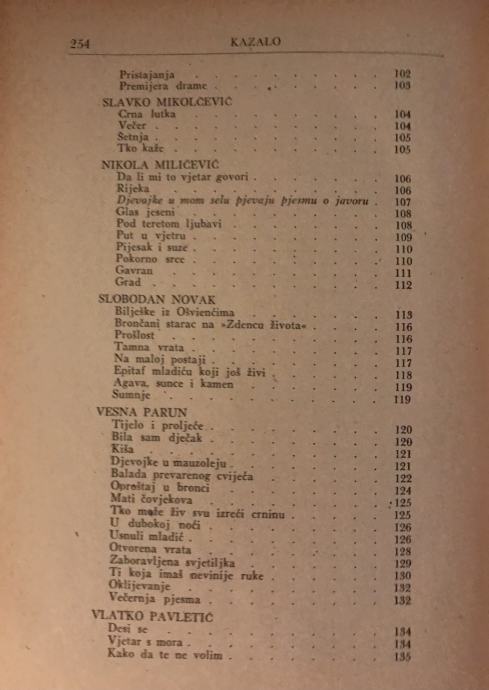 254 KAZALO
Pristajanja . . . . . . . . . 102
Premijera drame . . . . . . . . 103
SLAVKO MIKOLČEVIĆ
Crna lutka . . . . . . . . . 104
Večer . . . . . . . . . . 104
Šetnja . . . . . . . . . . 105
Tko kaže . . . . . . . . . 105
NIKOLA MILIĆEVIĆ
Da li mi to vjetar govori . . . . . . 106
Rijeka . . . . . . . . . 106
Djevojke u mom selu pjevaju pjesmu o javoru . 107
Glas jeseni . . . . . . . . . 108
Pod teretom ljubavi . . . . . . . 108
Put u vjetru . . . . . . . . . 109
Pijesak i suze . . . . . . . . . 110
Pokorno srce . . . . . . . . . 110
Gavran . . . . . . . . . . 111
Grad . . . . . . . . . . 112
SLOBODAN NOVAK
Bilješke iz Ošvienčima . . . . . . . 113
Brončani starac na »Zdencu života« . . . . 116
Prošlost . . . . . . . . . 116
Tamna vrata . . . . . . . . . 117
Na maloj postaji . . . . . . . . 117
Epitaf mladiću koji još živi . . . . . . 118
Agava, sunce i kamen . . . . . . . 119
Sumnje . . . . . . . . . . 119
VESNA PARUN
Tijelo i proljeće . . . . . . . . 120
Bila sam dječak . . . . . . . . 120
Kiša . . . . . . . . . . 121
Djevojke u mauzoleju . . . . . . . 121
Balada prevarenog cvijeća . . . . . . 122
Oproštaj u bronci . . . . . . . . 124
Mati čovjekova . . . . . . . . 125
Tko može živ svu izreći crninu . . . . . 125
U dubokoj noći . . . . . . . . 126
Usnuli mladić . . . . . . . . . 126
Otvorena vrata . . . . . . . . 128
Zaboravljena svjetiljka . . . . . . . 129
Ti koja imaš nevinije ruke . . . . . . 130
Oklijevanje . . . . . . . . . 132
Večernja pjesma . . . . . . . . 132
VLATKO PAVLETIĆ
Desi se . . . . . . . . . 134
Vjetar s mora . . . . . . . . . 134
Kako da te ne volim . . . . . . . 135